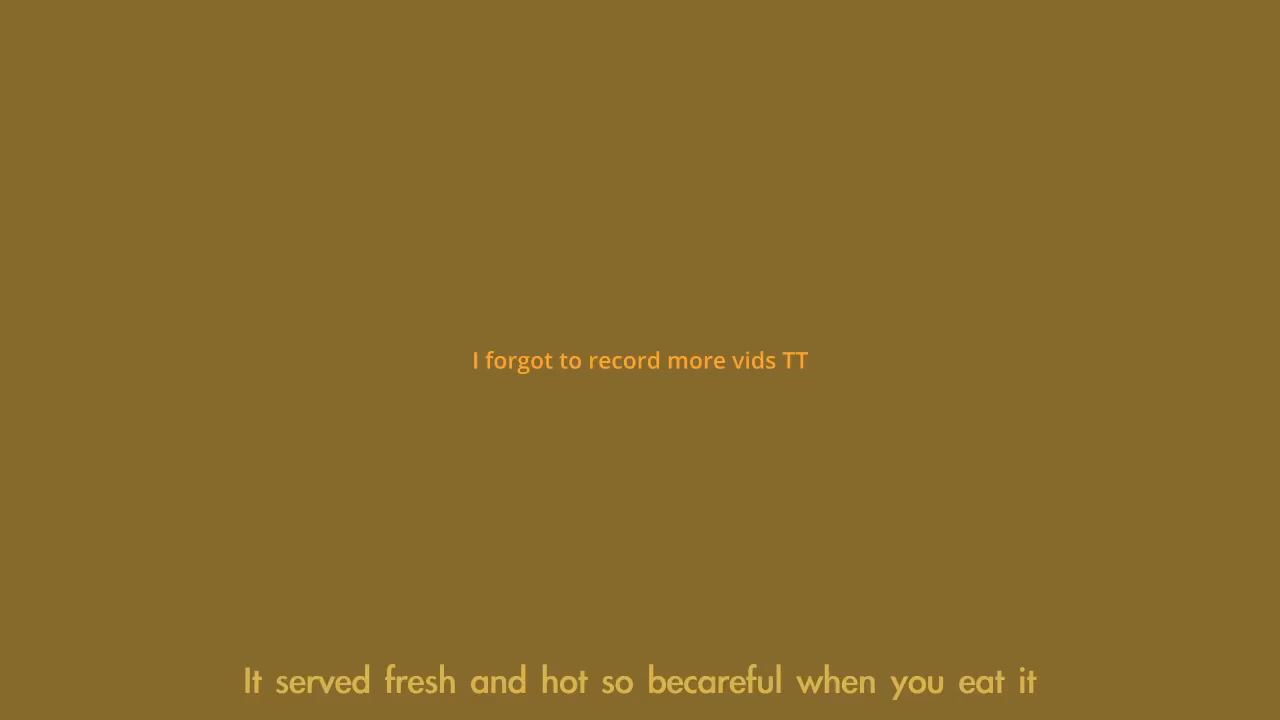 I forgot to record more vids TT
It served fresh and hot so becareful when you eat it